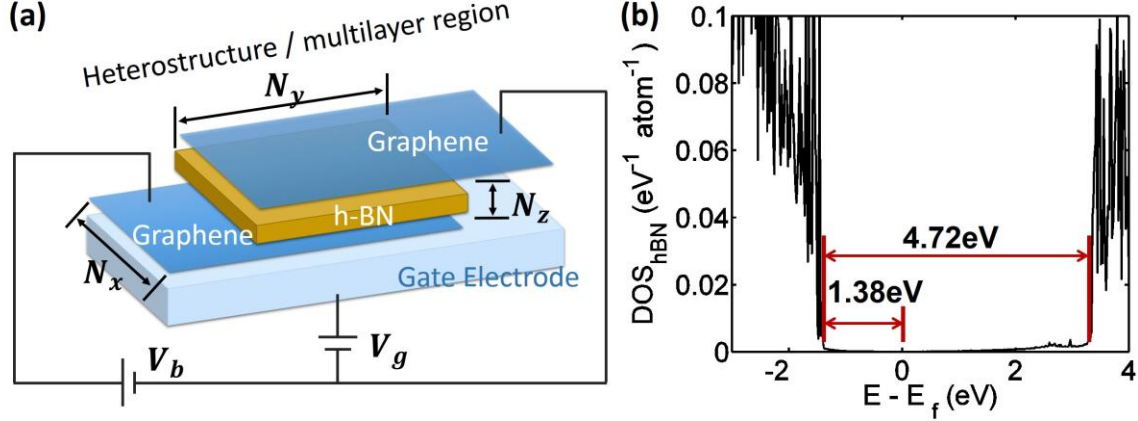 (a)
Heterostructure / multilayer region
N_y
Graphene
h-BN
N_z
Graphene
N_x
Gate Electrode
V_b
V_g
(b)
DOS_hBN (eV⁻¹ atom⁻¹)
0.1
0.08
0.06
0.04
0.02
0
4.72eV
1.38eV
-2 0 2 4
E - E_f (eV)